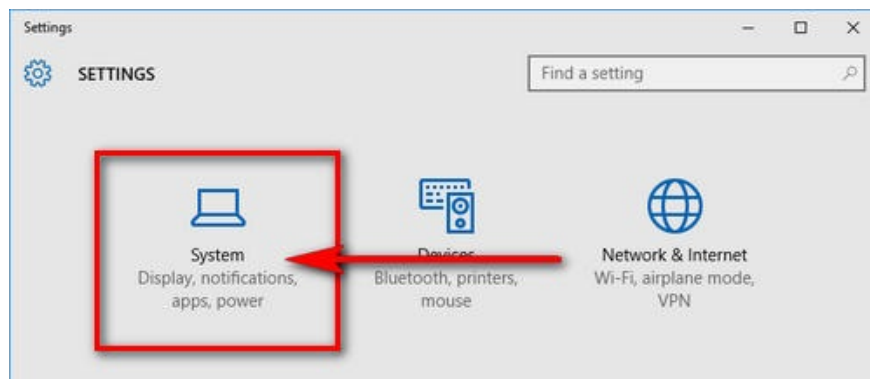 Settings
SETTINGS
Find a setting
System
Display, notifications,
apps, power
Devices
Bluetooth, printers,
mouse
Network & Internet
Wi-Fi, airplane mode,
VPN